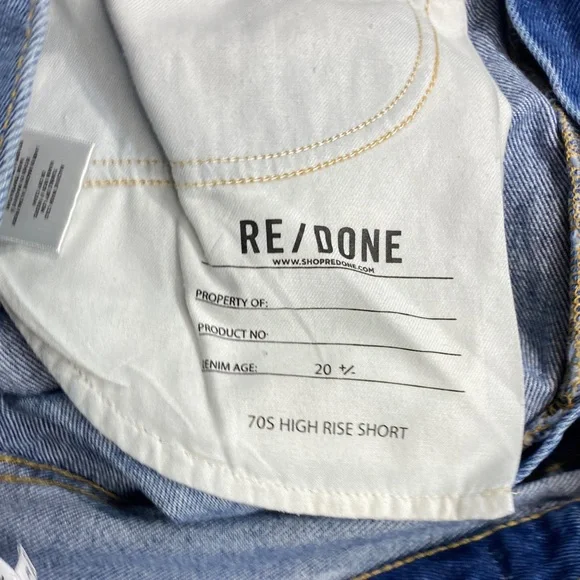 RE/DONE
WWW.SHOPREDONE.COM
PROPERTY OF:
PRODUCT NO
ENIM AGE: 20 +/-
70S HIGH RISE SHORT